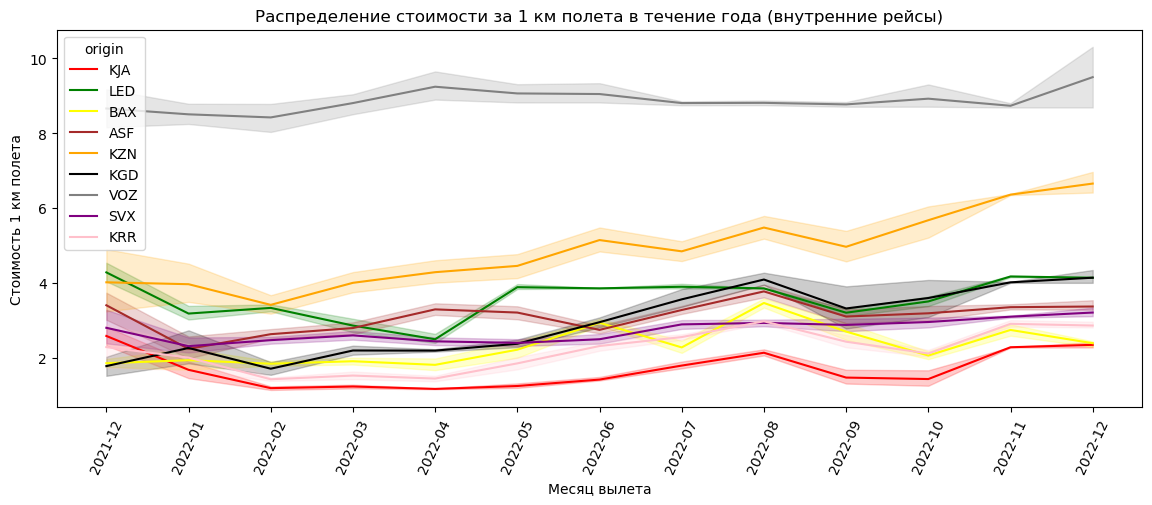 Распределение стоимости за 1 км полета в течение года (внутренние рейсы)
Стоимость 1 км полета
10
8
6
4
2
origin
KJA
LED
BAX
ASF
KZN
KGD
VOZ
SVX
KRR
2021-12
2022-01
2022-02
2022-03
2022-04
2022-05
2022-06
2022-07
2022-08
2022-09
2022-10
2022-11
2022-12
Месяц вылета